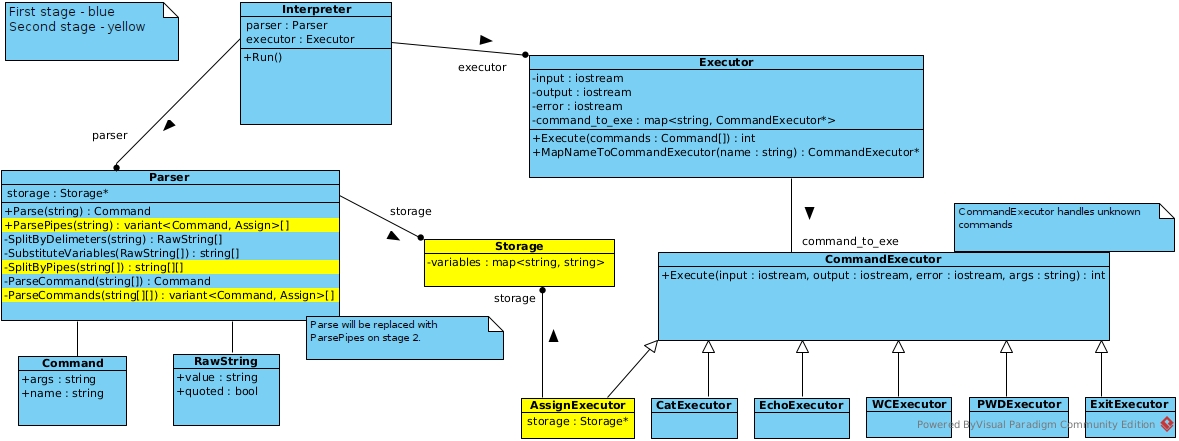 First stage - blue
Second stage - yellow
Interpreter
parser : Parser
executor : Executor
+Run()
executor
parser
Executor
-input : iostream
-output : iostream
-error : iostream
-command_to_exe : map<string, CommandExecutor*>
+Execute(commands : Command[]) : int
+MapNameToCommandExecutor(name : string) : CommandExecutor*
Parser
storage : Storage*
+Parse(string) : Command
+ParsePipes(string) : variant<Command, Assign>[]
-SplitByDelimeters(string) : RawString[]
-SubstituteVariables(RawString[]) : string[]
-SplitByPipes(string[]) : string[][]
-ParseCommand(string[]) : Command
-ParseCommands(string[][]) : variant<Command, Assign>[]
storage
Storage
-variables : map<string, string>
storage
command_to_exe
CommandExecutor handles unknown
commands
CommandExecutor
+Execute(input : iostream, output : iostream, error : iostream, args : string) : int
Parse will be replaced with
ParsePipes on stage 2.
Command
+args : string
+name : string
RawString
+value : string
+quoted : bool
AssignExecutor
storage : Storage*
CatExecutor
EchoExecutor
WCExecutor
PWDExecutor
ExitExecutor
Powered ByVisual Paradigm Community Edition